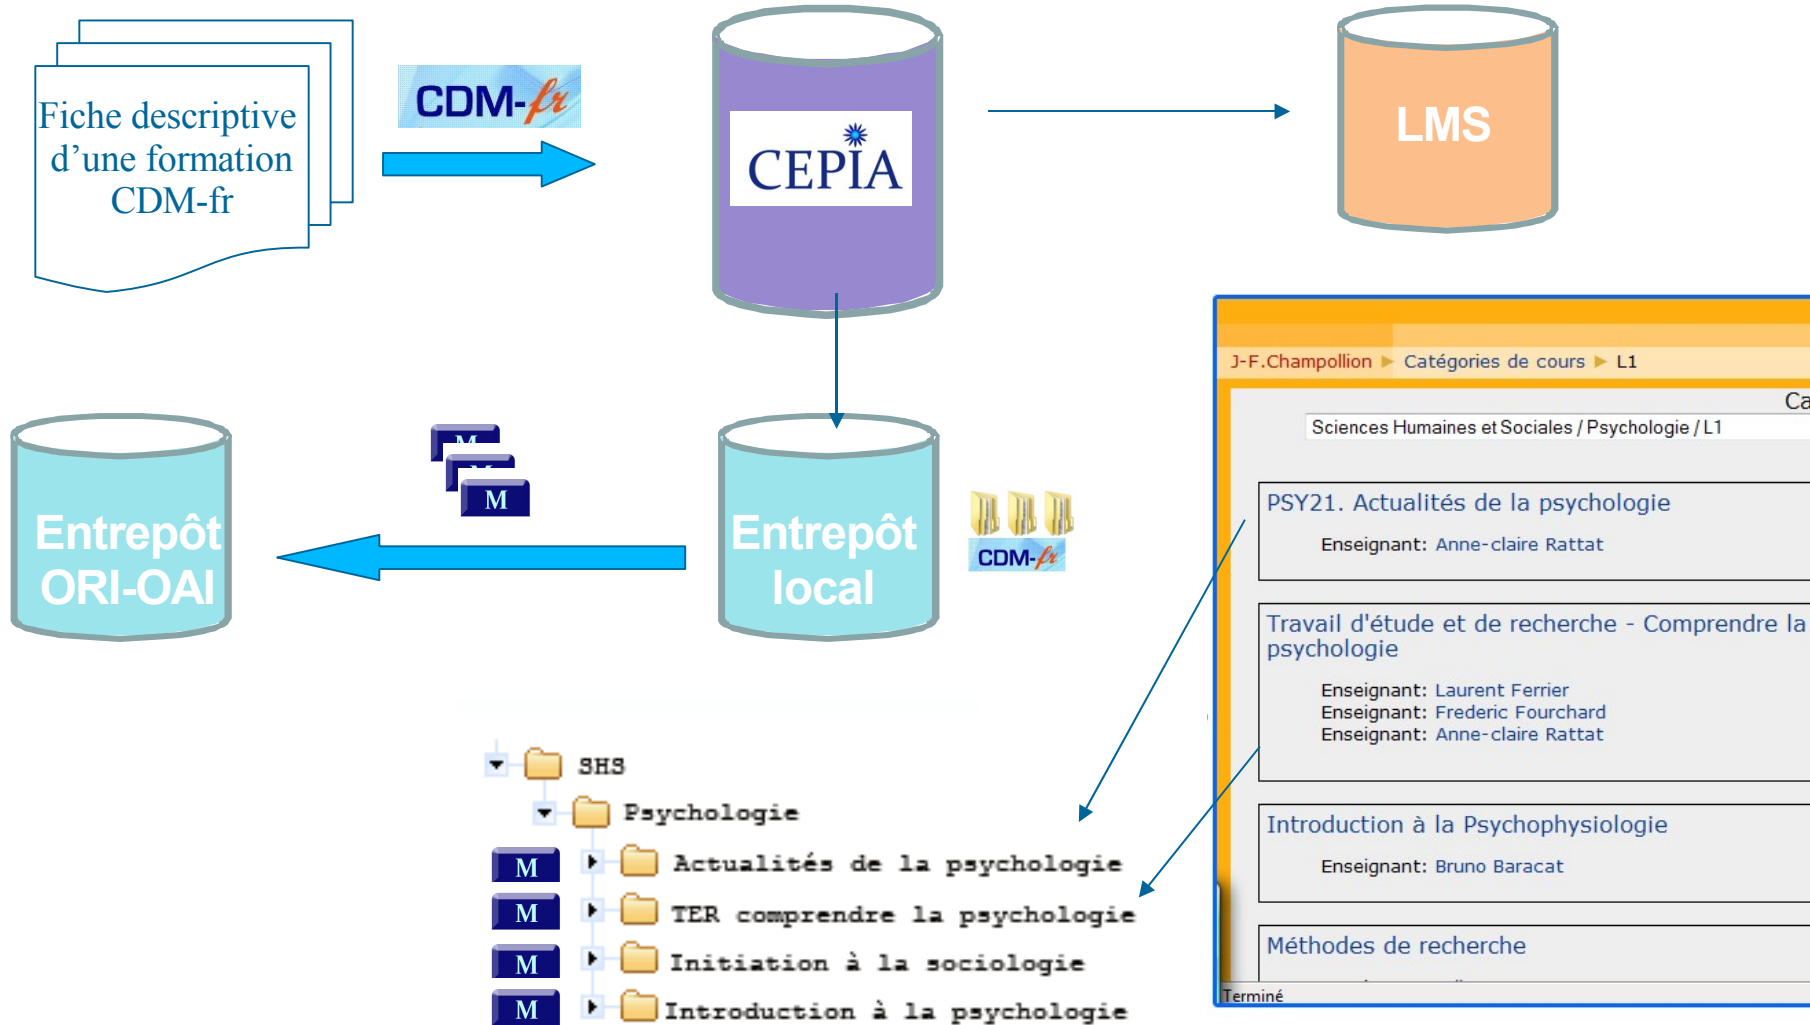 Fiche descriptive
d’une formation
CDM-fr
CDM-fr
CEPIA
LMS
Entrepôt
ORI-OAI
M
M
M
Entrepôt
local
CDM-fr
SHS
Psychologie
M
Actualités de la psychologie
M
TER comprendre la psychologie
M
Initiation à la sociologie
M
Introduction à la psychologie
J-F.Champollion ► Catégories de cours ► L1
Ca
Sciences Humaines et Sociales / Psychologie / L1
PSY21. Actualités de la psychologie
Enseignant: Anne-claire Rattat
Travail d'étude et de recherche - Comprendre la
psychologie
Enseignant: Laurent Ferrier
Enseignant: Frederic Fourchard
Enseignant: Anne-claire Rattat
Introduction à la Psychophysiologie
Enseignant: Bruno Baracat
Méthodes de recherche
Terminé